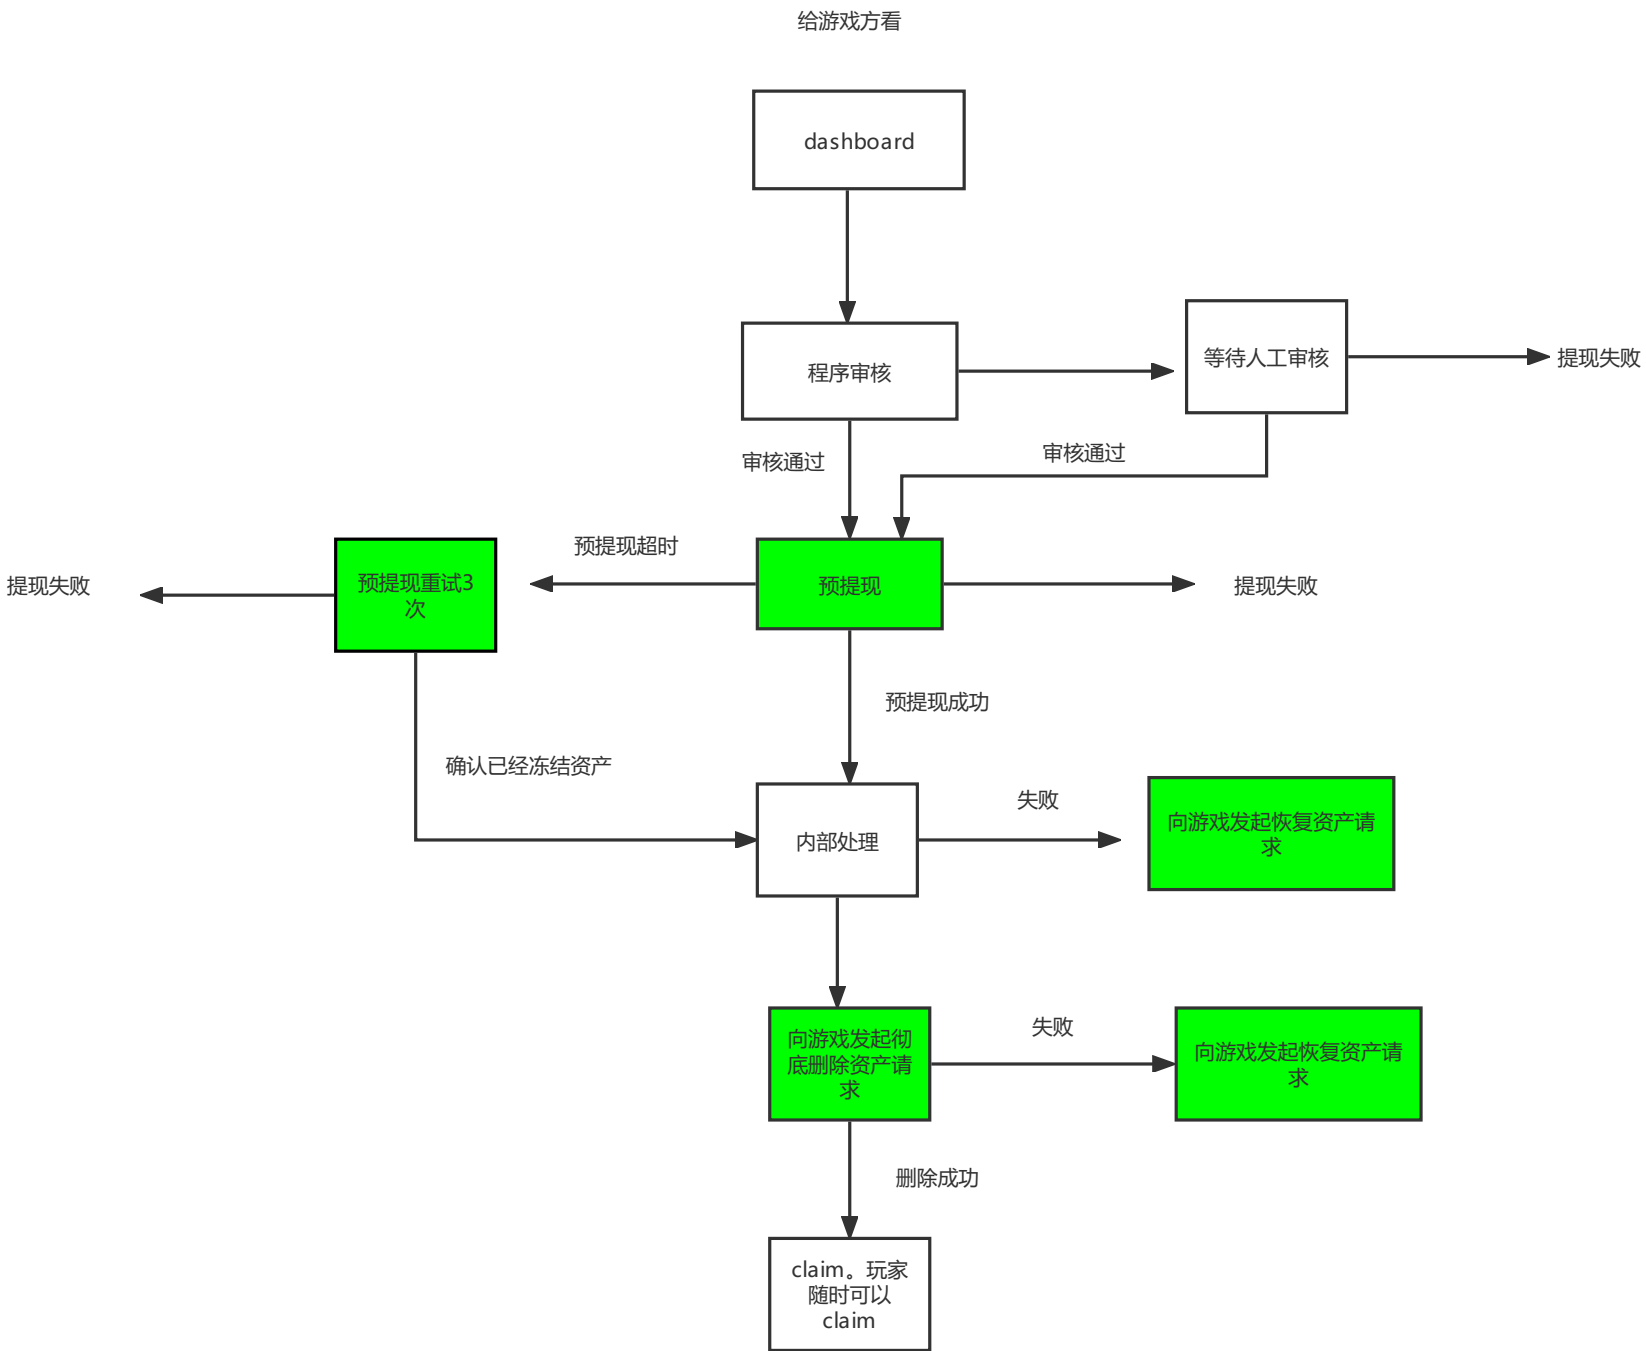 给游戏方看
dashboard
程序审核
等待人工审核
提现失败
审核通过
审核通过
预提现超时
提现失败
预提现重试3
次
预提现
提现失败
预提现成功
确认已经冻结资产
内部处理
失败
向游戏发起恢复资产请
求
向游戏发起彻
底删除资产请
求
失败
向游戏发起恢复资产请
求
删除成功
claim。玩家
随时可以
claim